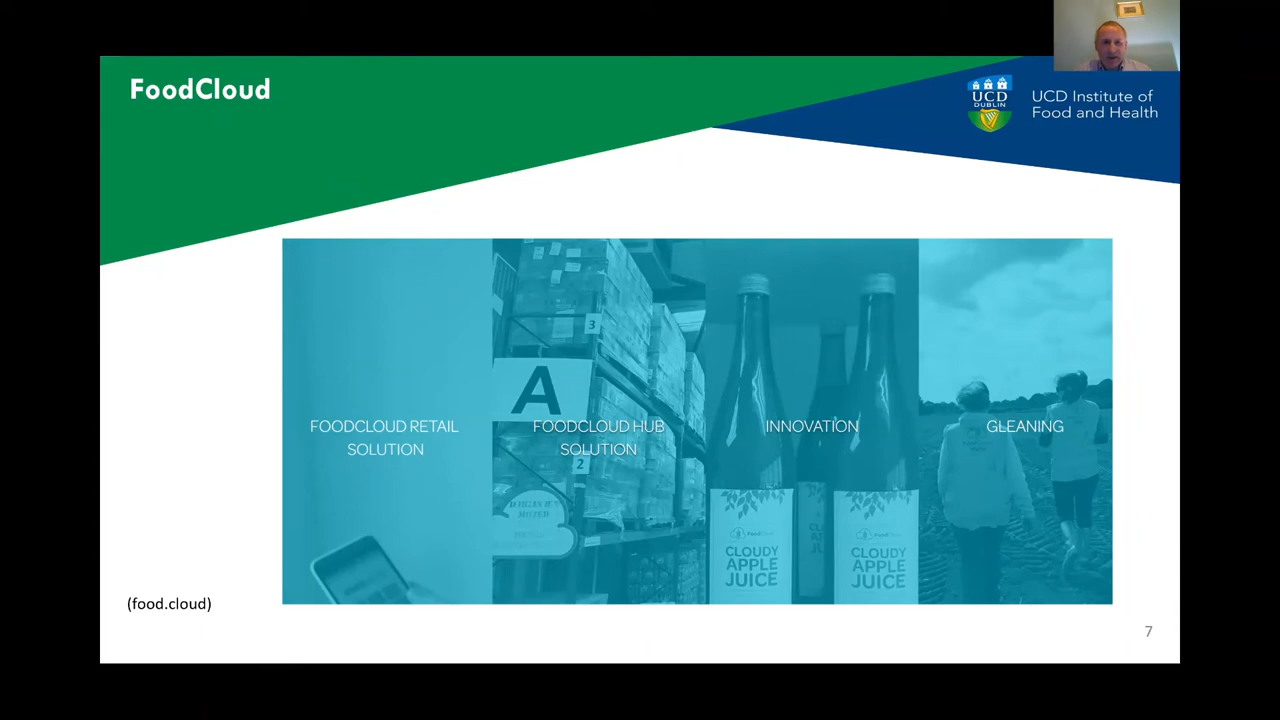 FoodCloud
UCD
DUBLIN
UCD Institute of
Food and Health
FOODCLOUD RETAIL
SOLUTION
FOODCLOUD HUB
SOLUTION
INNOVATION
GLEANING
3
A
2
FoodCloud
CLOUDY
APPLE
JUICE
CLOUDY
APPLE
JUICE
(food.cloud)
7